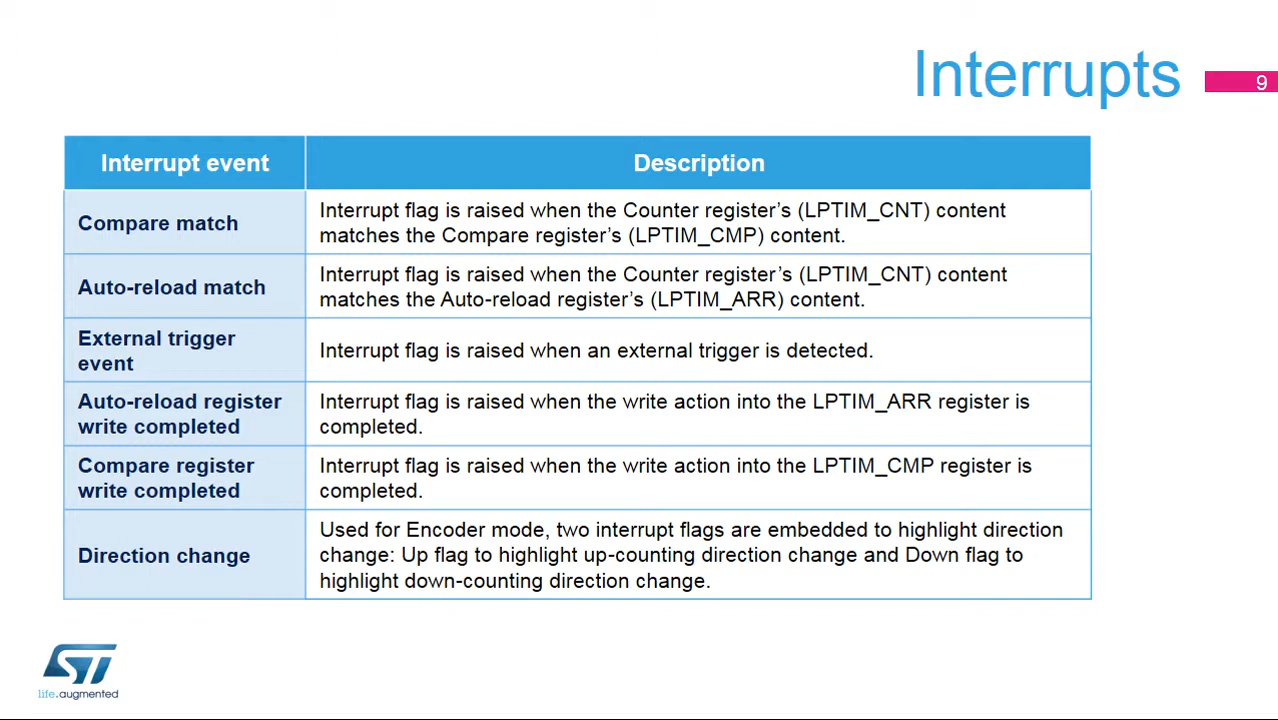 Interrupts
9
Interrupt event
Description
Compare match
Interrupt flag is raised when the Counter register’s (LPTIM_CNT) content
matches the Compare register’s (LPTIM_CMP) content.
Auto-reload match
Interrupt flag is raised when the Counter register’s (LPTIM_CNT) content
matches the Auto-reload register’s (LPTIM_ARR) content.
External trigger
event
Interrupt flag is raised when an external trigger is detected.
Auto-reload register
write completed
Interrupt flag is raised when the write action into the LPTIM_ARR register is
completed.
Compare register
write completed
Interrupt flag is raised when the write action into the LPTIM_CMP register is
completed.
Direction change
Used for Encoder mode, two interrupt flags are embedded to highlight direction
change: Up flag to highlight up-counting direction change and Down flag to
highlight down-counting direction change.
ST
life.augmented